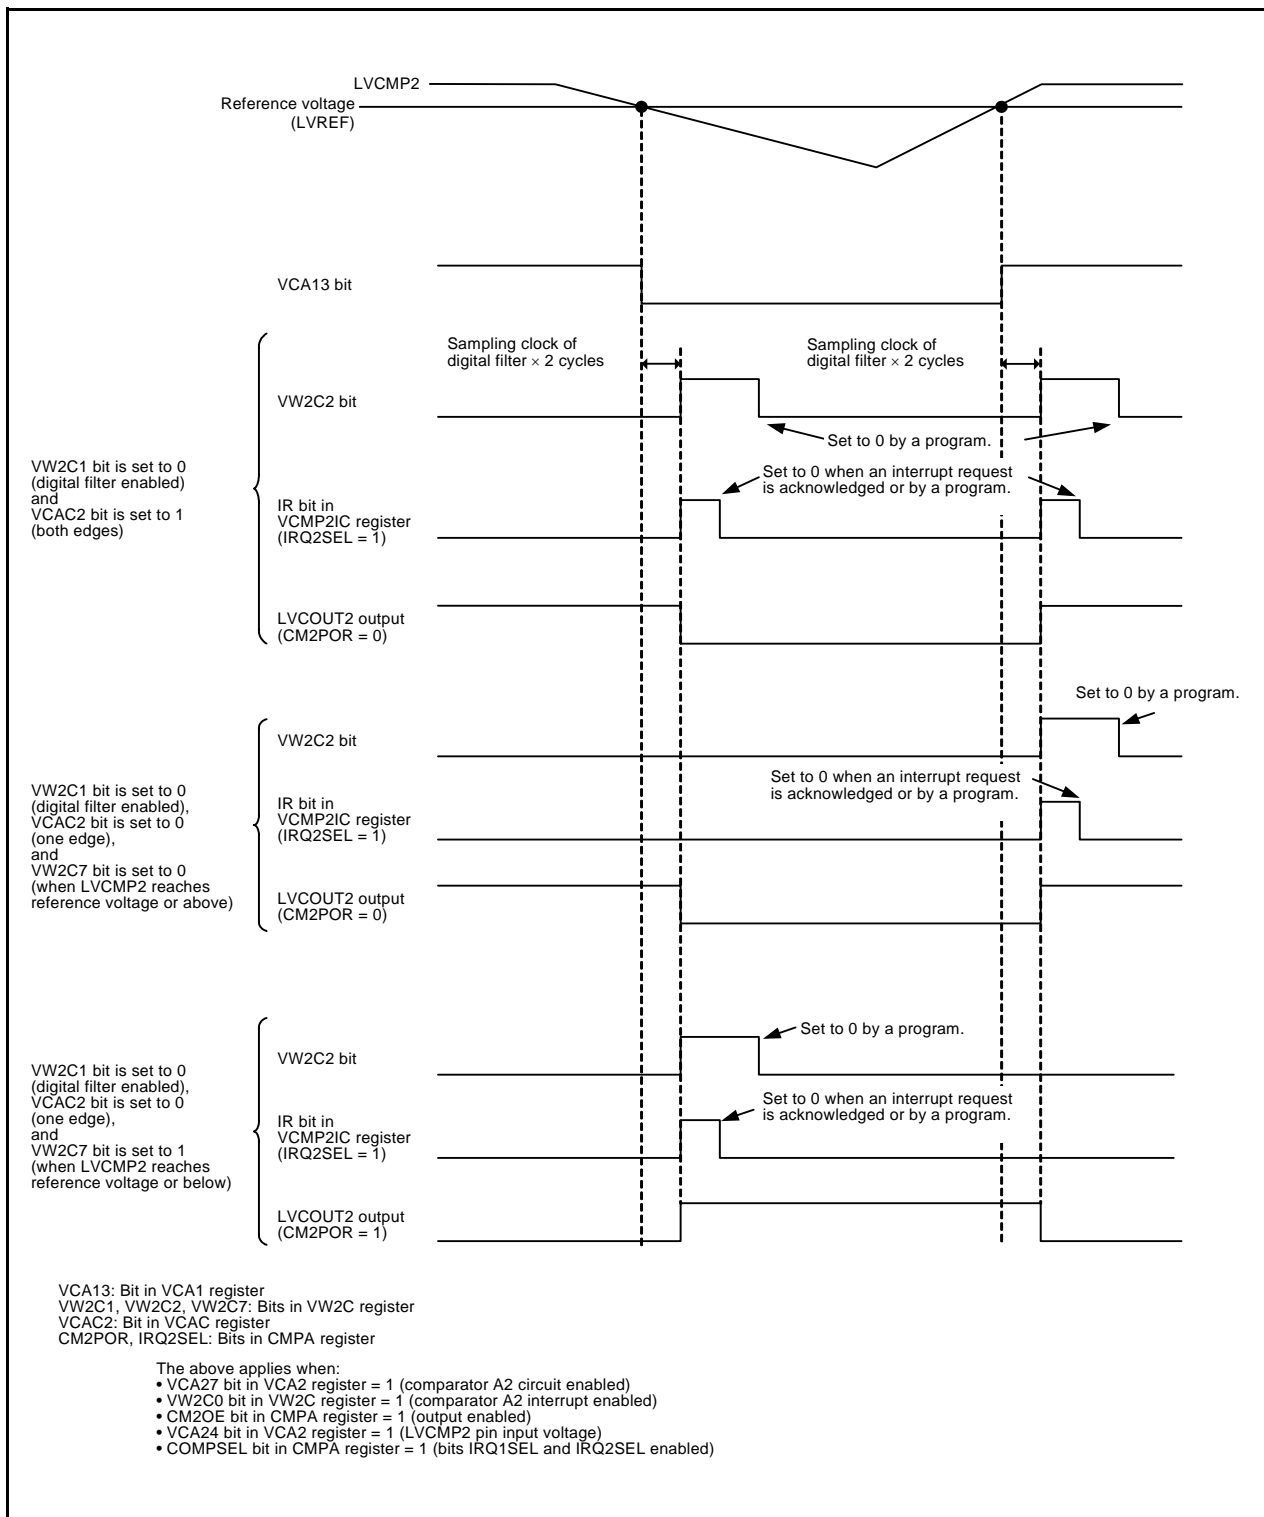 LVCMP2
Reference voltage
(LVREF)
VCA13 bit
Sampling clock of
digital filter × 2 cycles
Sampling clock of
digital filter × 2 cycles
VW2C2 bit
Set to 0 by a program.
VW2C1 bit is set to 0
(digital filter enabled)
and
VCAC2 bit is set to 1
(both edges)
Set to 0 when an interrupt request
is acknowledged or by a program.
IR bit in
VCMP2IC register
(IRQ2SEL = 1)
LVCOUT2 output
(CM2POR = 0)
Set to 0 by a program.
VW2C2 bit
Set to 0 when an interrupt request
is acknowledged or by a program.
VW2C1 bit is set to 0
(digital filter enabled),
VCAC2 bit is set to 0
(one edge),
and
VW2C7 bit is set to 0
(when LVCMP2 reaches
reference voltage or above)
IR bit in
VCMP2IC register
(IRQ2SEL = 1)
LVCOUT2 output
(CM2POR = 0)
Set to 0 by a program.
VW2C2 bit
VW2C1 bit is set to 0
(digital filter enabled),
VCAC2 bit is set to 0
(one edge),
and
VW2C7 bit is set to 1
(when LVCMP2 reaches
reference voltage or below)
Set to 0 when an interrupt request
is acknowledged or by a program.
IR bit in
VCMP2IC register
(IRQ2SEL = 1)
LVCOUT2 output
(CM2POR = 1)
VCA13: Bit in VCA1 register
VW2C1, VW2C2, VW2C7: Bits in VW2C register
VCAC2: Bit in VCAC register
CM2POR, IRQ2SEL: Bits in CMPA register
The above applies when:
• VCA27 bit in VCA2 register = 1 (comparator A2 circuit enabled)
• VW2C0 bit in VW2C register = 1 (comparator A2 interrupt enabled)
• CM2OE bit in CMPA register = 1 (output enabled)
• VCA24 bit in VCA2 register = 1 (LVCMP2 pin input voltage)
• COMPSEL bit in CMPA register = 1 (bits IRQ1SEL and IRQ2SEL enabled)